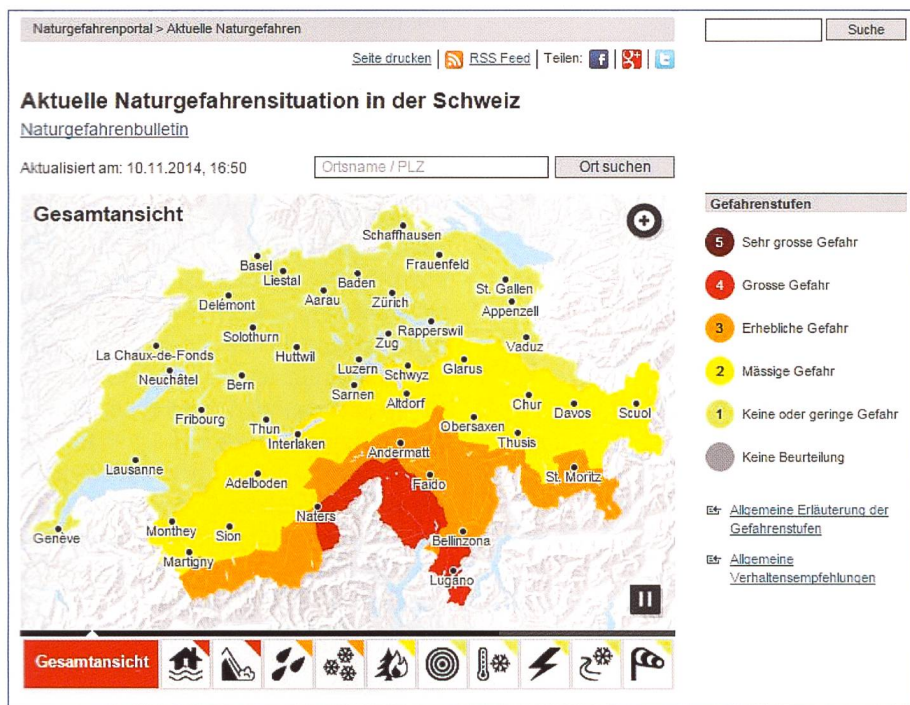 Naturgefahrenportal > Aktuelle Naturgefahren
Suche
Seite drucken | RSS Feed | Teilen:
Aktuelle Naturgefahrensituation in der Schweiz
Naturgefahrenbulletin
Aktualisiert am: 10.11.2014, 16:50
Ortsname / PLZ
Ort suchen
Gesamtansicht
Schaffhausen
Basel
Liestal
Frauenfeld
Baden
Delémont
Aarau
Zürich
St. Gallen
Appenzell
Solothurn
Rapperswil
Zug
La Chaux-de-Fonds
Huttwil
Vaduz
Neuchâtel
Bern
Luzern
Schwyz
Glarus
Sarnen
Altdorf
Chur
Davos
Scuol
Fribourg
Thun
Interlaken
Obersaxen
Thusis
Andermatt
Lausanne
Adelboden
Faido
St. Moritz
Naters
Genève
Monthey
Sion
Bellinzona
Martigny
Lugano
Gesamtansicht
Gefahrenstufen
5 Sehr grosse Gefahr
4 Grosse Gefahr
3 Erhebliche Gefahr
2 Mässige Gefahr
1 Keine oder geringe Gefahr
Keine Beurteilung
Allgemeine Erläuterung der
Gefahrenstufen
Allgemeine
Verhaltensempfehlungen